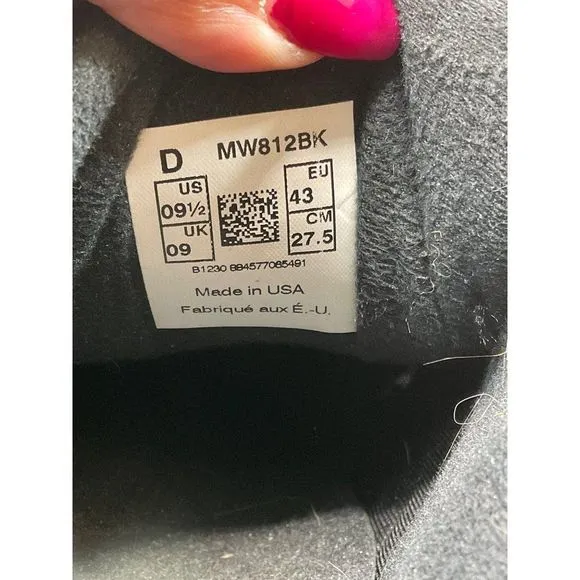 D MW812BK
US 09½ EU 43
UK 09 CM 27.5
B1230 884577085491
Made in USA
Fabriqué aux É.-U.